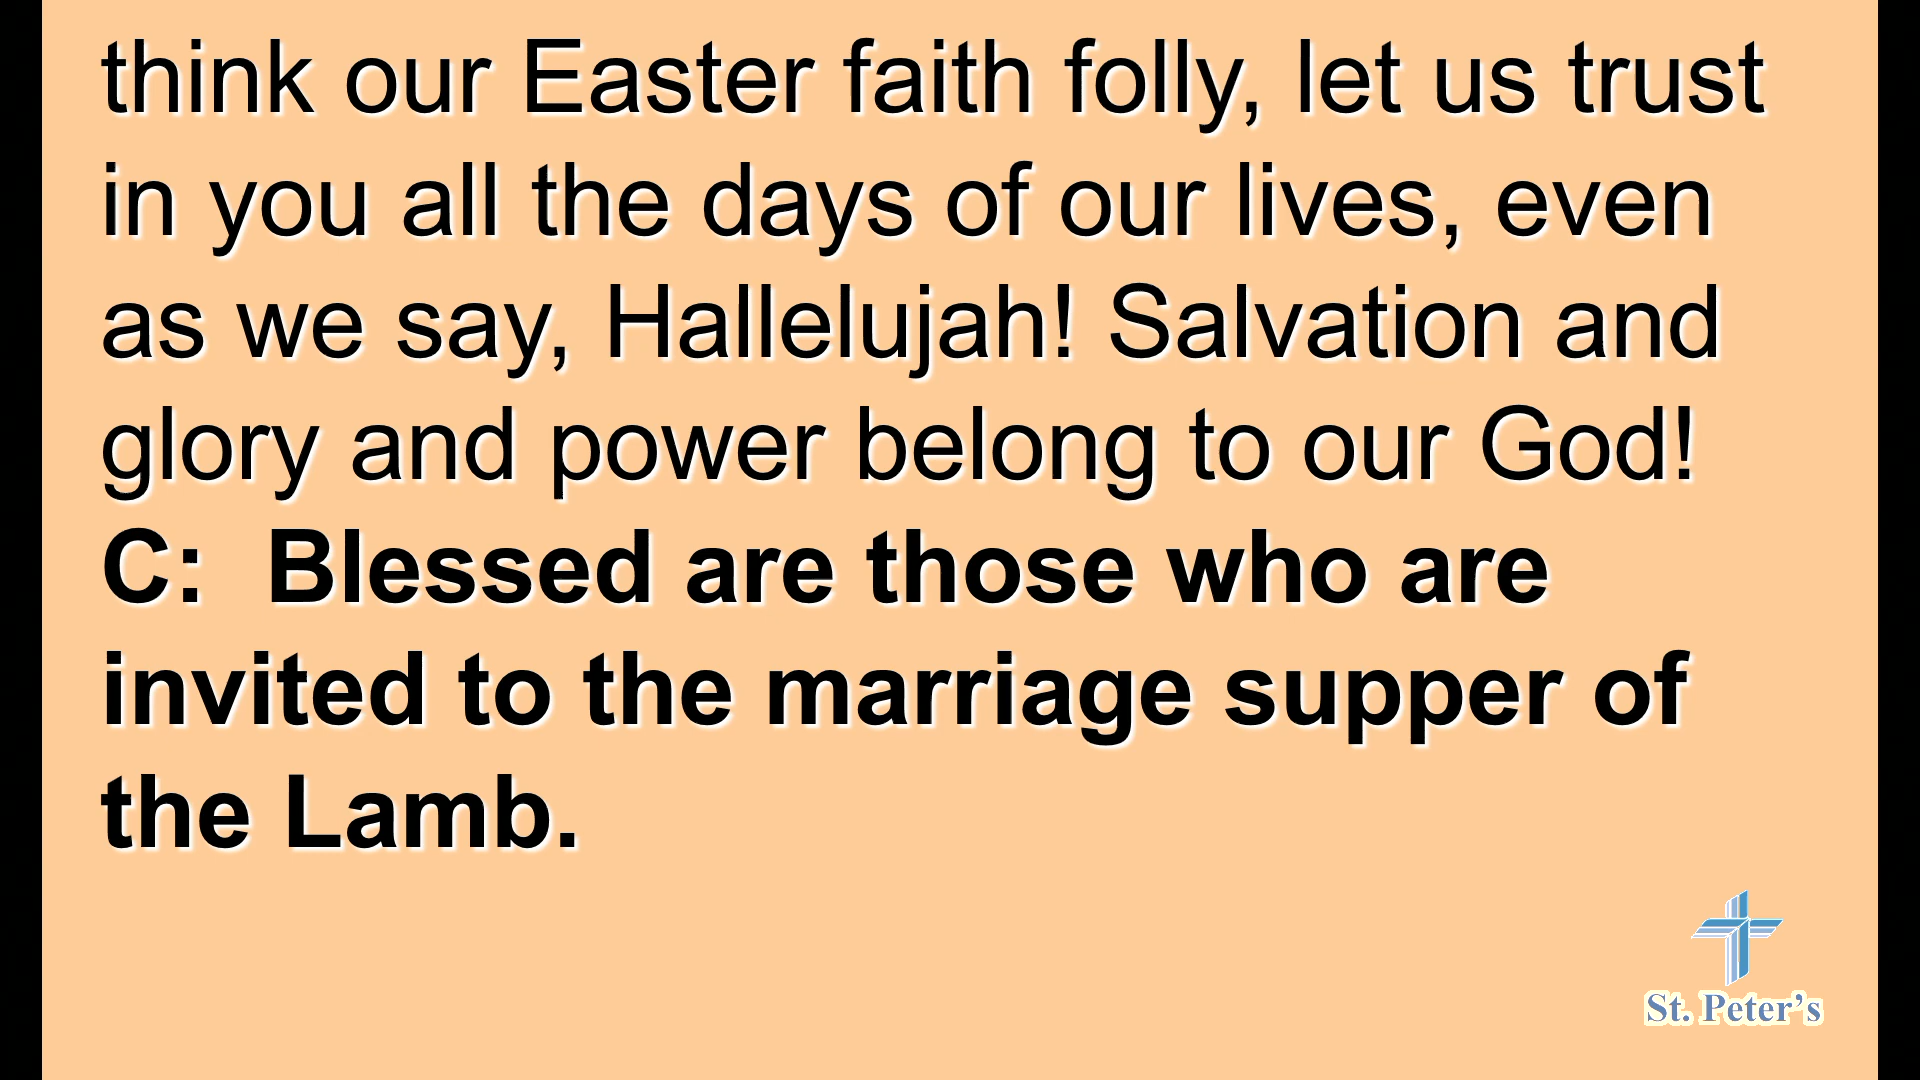 think our Easter faith folly, let us trust
in you all the days of our lives, even
as we say, Hallelujah! Salvation and
glory and power belong to our God!
C:  Blessed are those who are
invited to the marriage supper of
the Lamb.
St. Peter’s